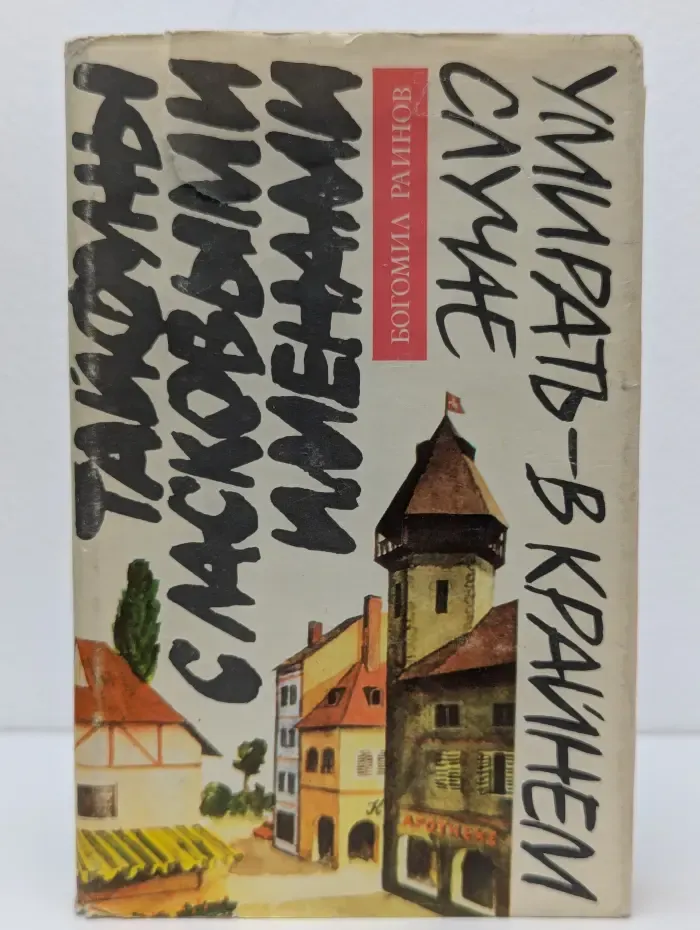 ТАЙФУНЫ
С ЛАСКОВЫМИ
ИМЕНАМИ
БОГОМИЛ РАЙНОВ
УМИРАТЬ—В КРАЙНЕМ
СЛУЧАЕ
APOTHEKE
K